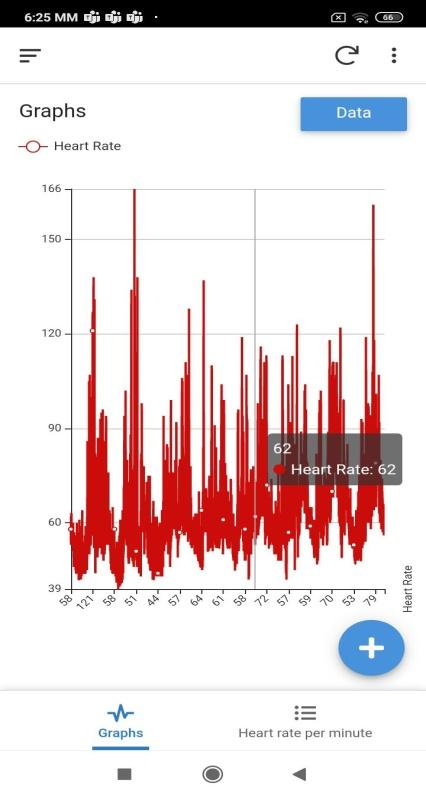 6:25 MM
66
Graphs
Data
Heart Rate
166
150
120
90
60
39
62
Heart Rate: 62
58 121 58 51 44 57 64 61 58 72 57 59 70 53 79
Heart Rate
Graphs
Heart rate per minute